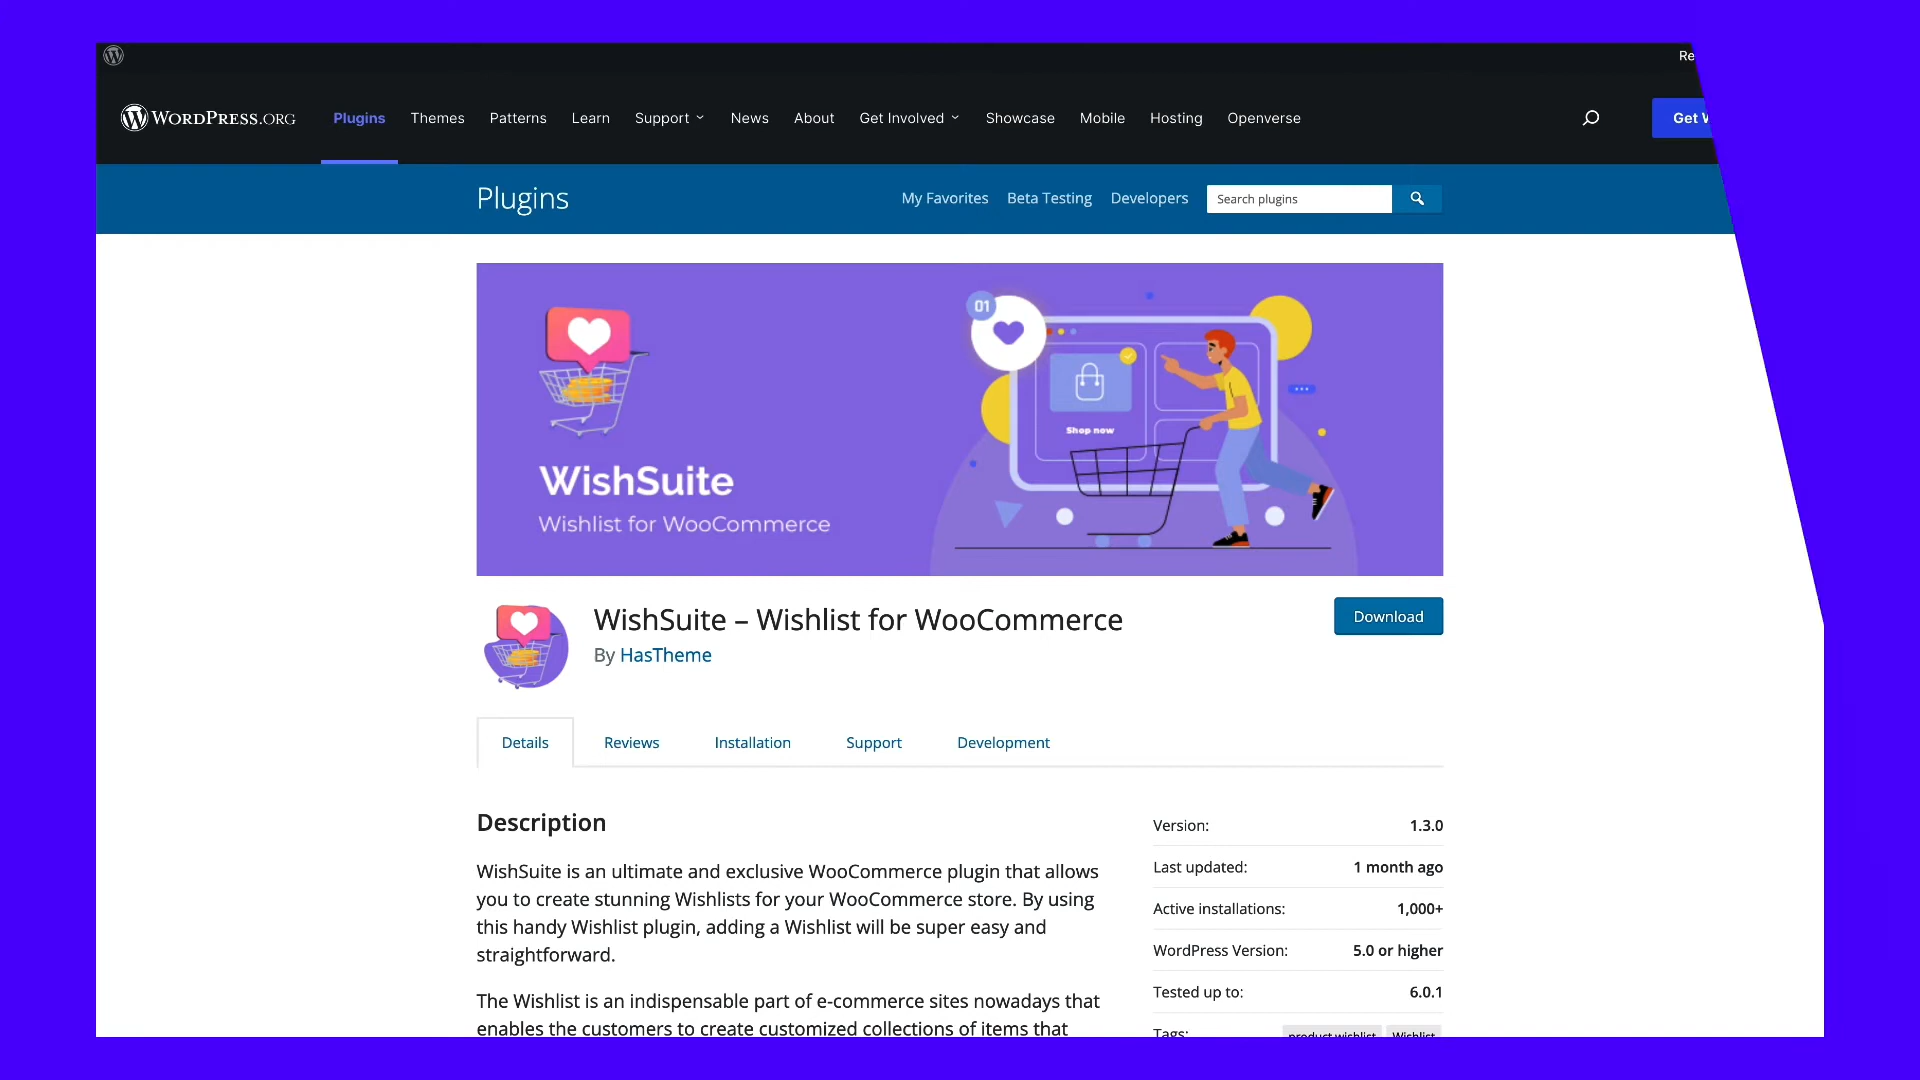 Re
WORDPRESS.ORG Plugins Themes Patterns Learn Support News About Get Involved Showcase Mobile Hosting Openverse Get
Plugins My Favorites Beta Testing Developers Search plugins
01
Shop now
WishSuite
Wishlist for WooCommerce
WishSuite – Wishlist for WooCommerce
Download
By HasTheme
Details Reviews Installation Support Development
Description
WishSuite is an ultimate and exclusive WooCommerce plugin that allows
you to create stunning Wishlists for your WooCommerce store. By using
this handy Wishlist plugin, adding a Wishlist will be super easy and
straightforward.
The Wishlist is an indispensable part of e-commerce sites nowadays that
enables the customers to create customized collections of items that
Version: 1.3.0
Last updated: 1 month ago
Active installations: 1,000+
WordPress Version: 5.0 or higher
Tested up to: 6.0.1
Tags: product wishlist Wishlist